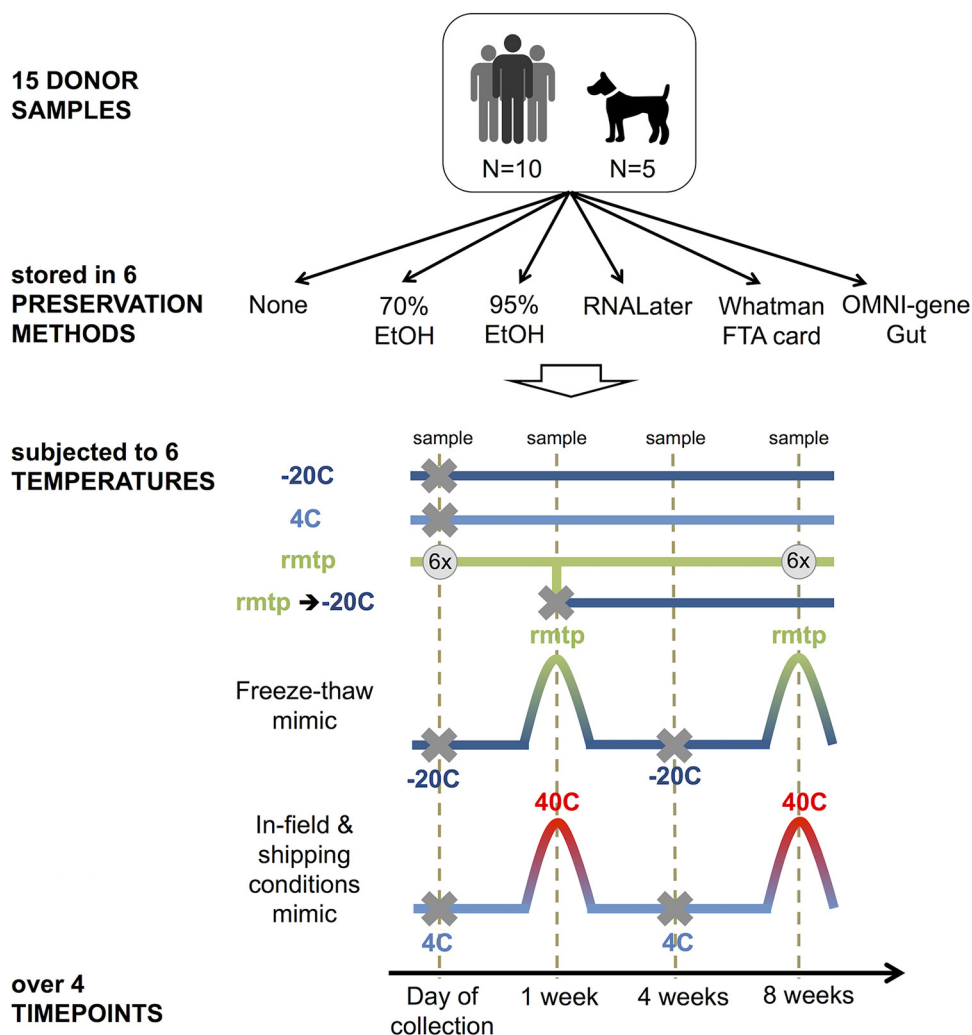 15 DONOR
SAMPLES
N=10
N=5
stored in 6
PRESERVATION
METHODS
None
70%
EtOH
95%
EtOH
RNALater
Whatman
FTA card
OMNI-gene
Gut
subjected to 6
TEMPERATURES
sample
sample
sample
sample
-20C
4C
rmtp
6x
6x
rmtp ➔-20C
rmtp
rmtp
Freeze-thaw
mimic
-20C
-20C
40C
40C
In-field &
shipping
conditions
mimic
4C
4C
over 4
TIMEPOINTS
Day of
collection
1 week
4 weeks
8 weeks